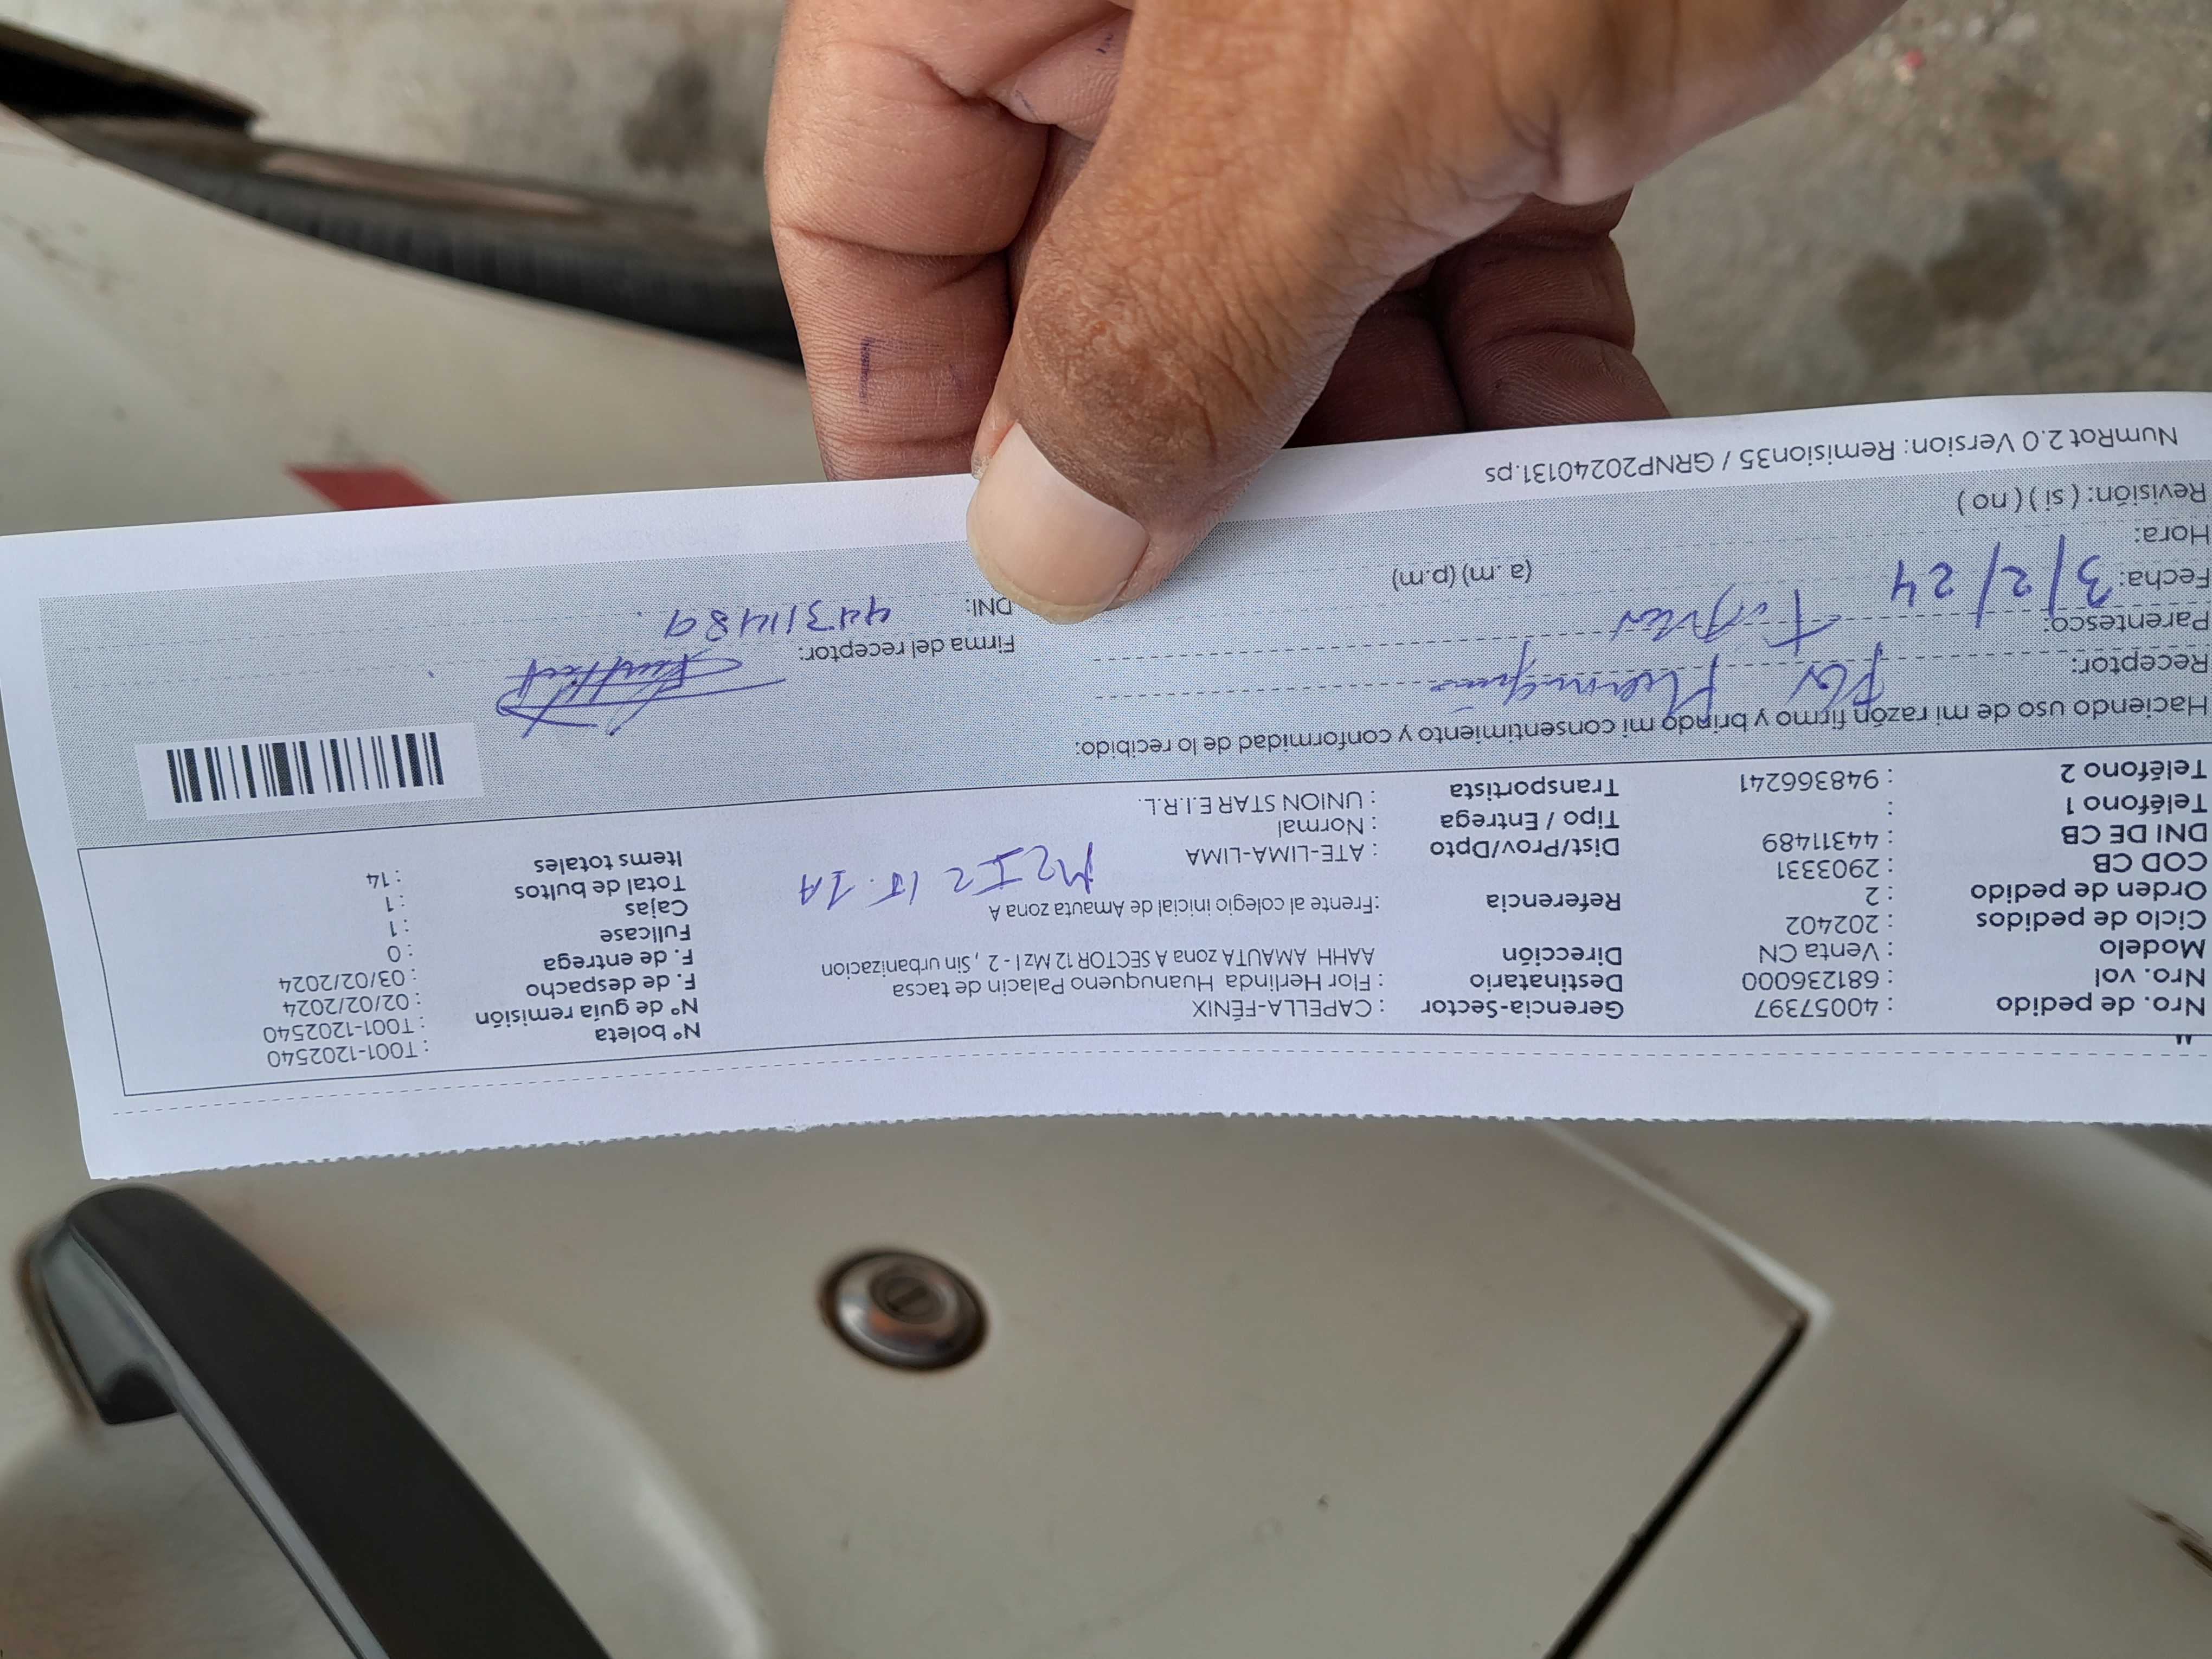 Nro. de pedido : 40057397 Gerencia-Sector : CAPELLA-FÉNIX Nº boleta : T001-1202540
Nro. vol : 681236000 Destinatario : Flor Herlinda Huanuqueno Palacin de tacsa Nº de guía remisión : T001-1202540
Modelo : Venta CN Dirección AAHH AMAUTA zona A SECTOR 12 Mz I - 2 , Sin urbanizacion F. de despacho : 02/02/2024
Ciclo de pedidos : 202402 F. de entrega : 03/02/2024
Orden de pedido : 2 Referencia :Frente al colegio inicial de Amauta zona A Fullcase : 0
COD CB : 2903331 Cajas : 1
DNI DE CB : 44311489 Dist/Prov/Dpto : ATE-LIMA-LIMA Total de bultos : 1
Teléfono 1 : Tipo / Entrega : Normal Items totales : 14
Teléfono 2 : 948366241 Transportista : UNION STAR E.I.R.L.
Mz I 2 LT. 1A
Haciendo uso de mi razón firmo y brindo mi consentimiento y conformidad de lo recibido:
Receptor: Flor
Parentesco: Titular Firma del receptor:
Fecha: 3/2/24 DNI: 44311489
Hora: (a .m) (p.m)
Revisión: ( si ) ( no )
NumRot 2.0 Version: Remision35 / GRNP20240131.ps